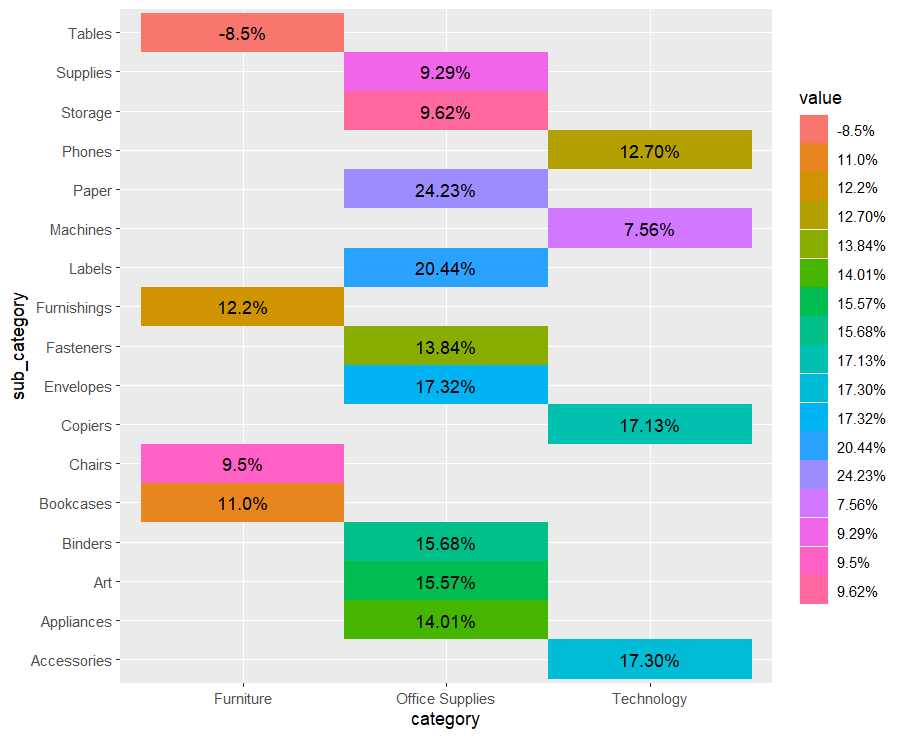 Tables -8.5%
Supplies 9.29%
Storage 9.62%
Phones 12.70%
Paper 24.23%
Machines 7.56%
Labels 20.44%
Furnishings 12.2%
Fasteners 13.84%
Envelopes 17.32%
Copiers 17.13%
Chairs 9.5%
Bookcases 11.0%
Binders 15.68%
Art 15.57%
Appliances 14.01%
Accessories 17.30%
sub_category
Furniture Office Supplies Technology
category
value
-8.5%
11.0%
12.2%
12.70%
13.84%
14.01%
15.57%
15.68%
17.13%
17.30%
17.32%
20.44%
24.23%
7.56%
9.29%
9.5%
9.62%